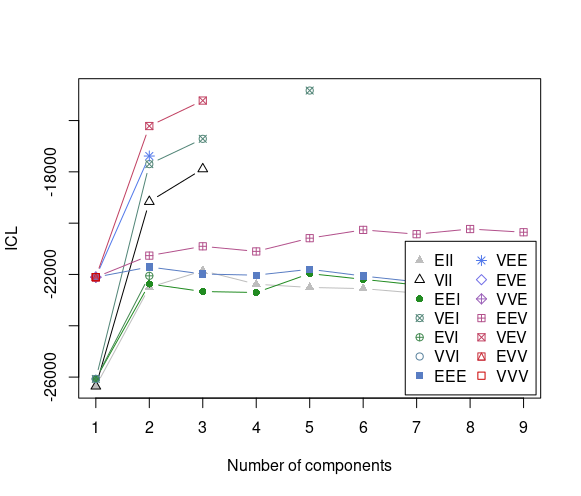 ICL
-18000
-22000
-26000
1 2 3 4 5 6 7 8 9
Number of components
EII VEE
VII EVE
EEI VVE
VEI EEV
EVI VEV
VVI EVV
EEE VVV